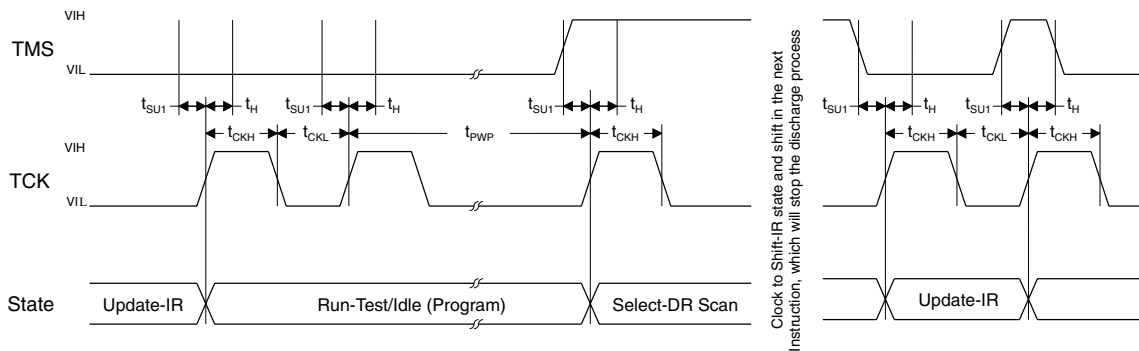 VIH
TMS
VIL
tSU1
tH
tSU1
tH
tSU1
tH
tSU1
tH
tSU1
tH
tCKH
tCKL
tPWP
tCKH
tCKH
tCKL
tCKH
VIH
TCK
VIL
State
Update-IR
Run-Test/Idle (Program)
Select-DR Scan
Clock to Shift-IR state and shift in the next
Instruction, which will stop the discharge process
Update-IR